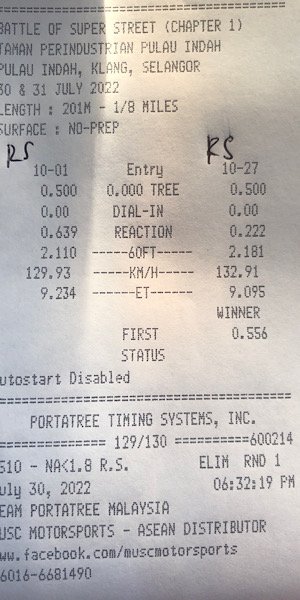 BATTLE OF SUPER STREET (CHAPTER 1)
TAMAN PERINDUSTRIAN PULAU INDAH
PULAU INDAH, KLANG, SELANGOR
30 & 31 JULY 2022
LENGTH : 201M - 1/8 MILES
SURFACE : NO-PREP
RS RS
10-01 Entry 10-27
0.500 0.000 TREE 0.500
0.00 DIAL-IN 0.00
0.639 REACTION 0.222
2.110 -----60FT----- 2.181
129.93 -----KM/H----- 132.91
9.234 ------ET------ 9.095
WINNER
FIRST 0.556
STATUS
utostart Disabled
PORTATREE TIMING SYSTEMS, INC.
============== 129/130 ==========600214
510 - NA<1.8 R.S. ELIM RND 1
uly 30, 2022 06:32:19 PM
EAM PORTATREE MALAYSIA
USC MOTORSPORTS - ASEAN DISTRIBUTOR
ww.facebook.com/muscmotorsports
6016-6681490